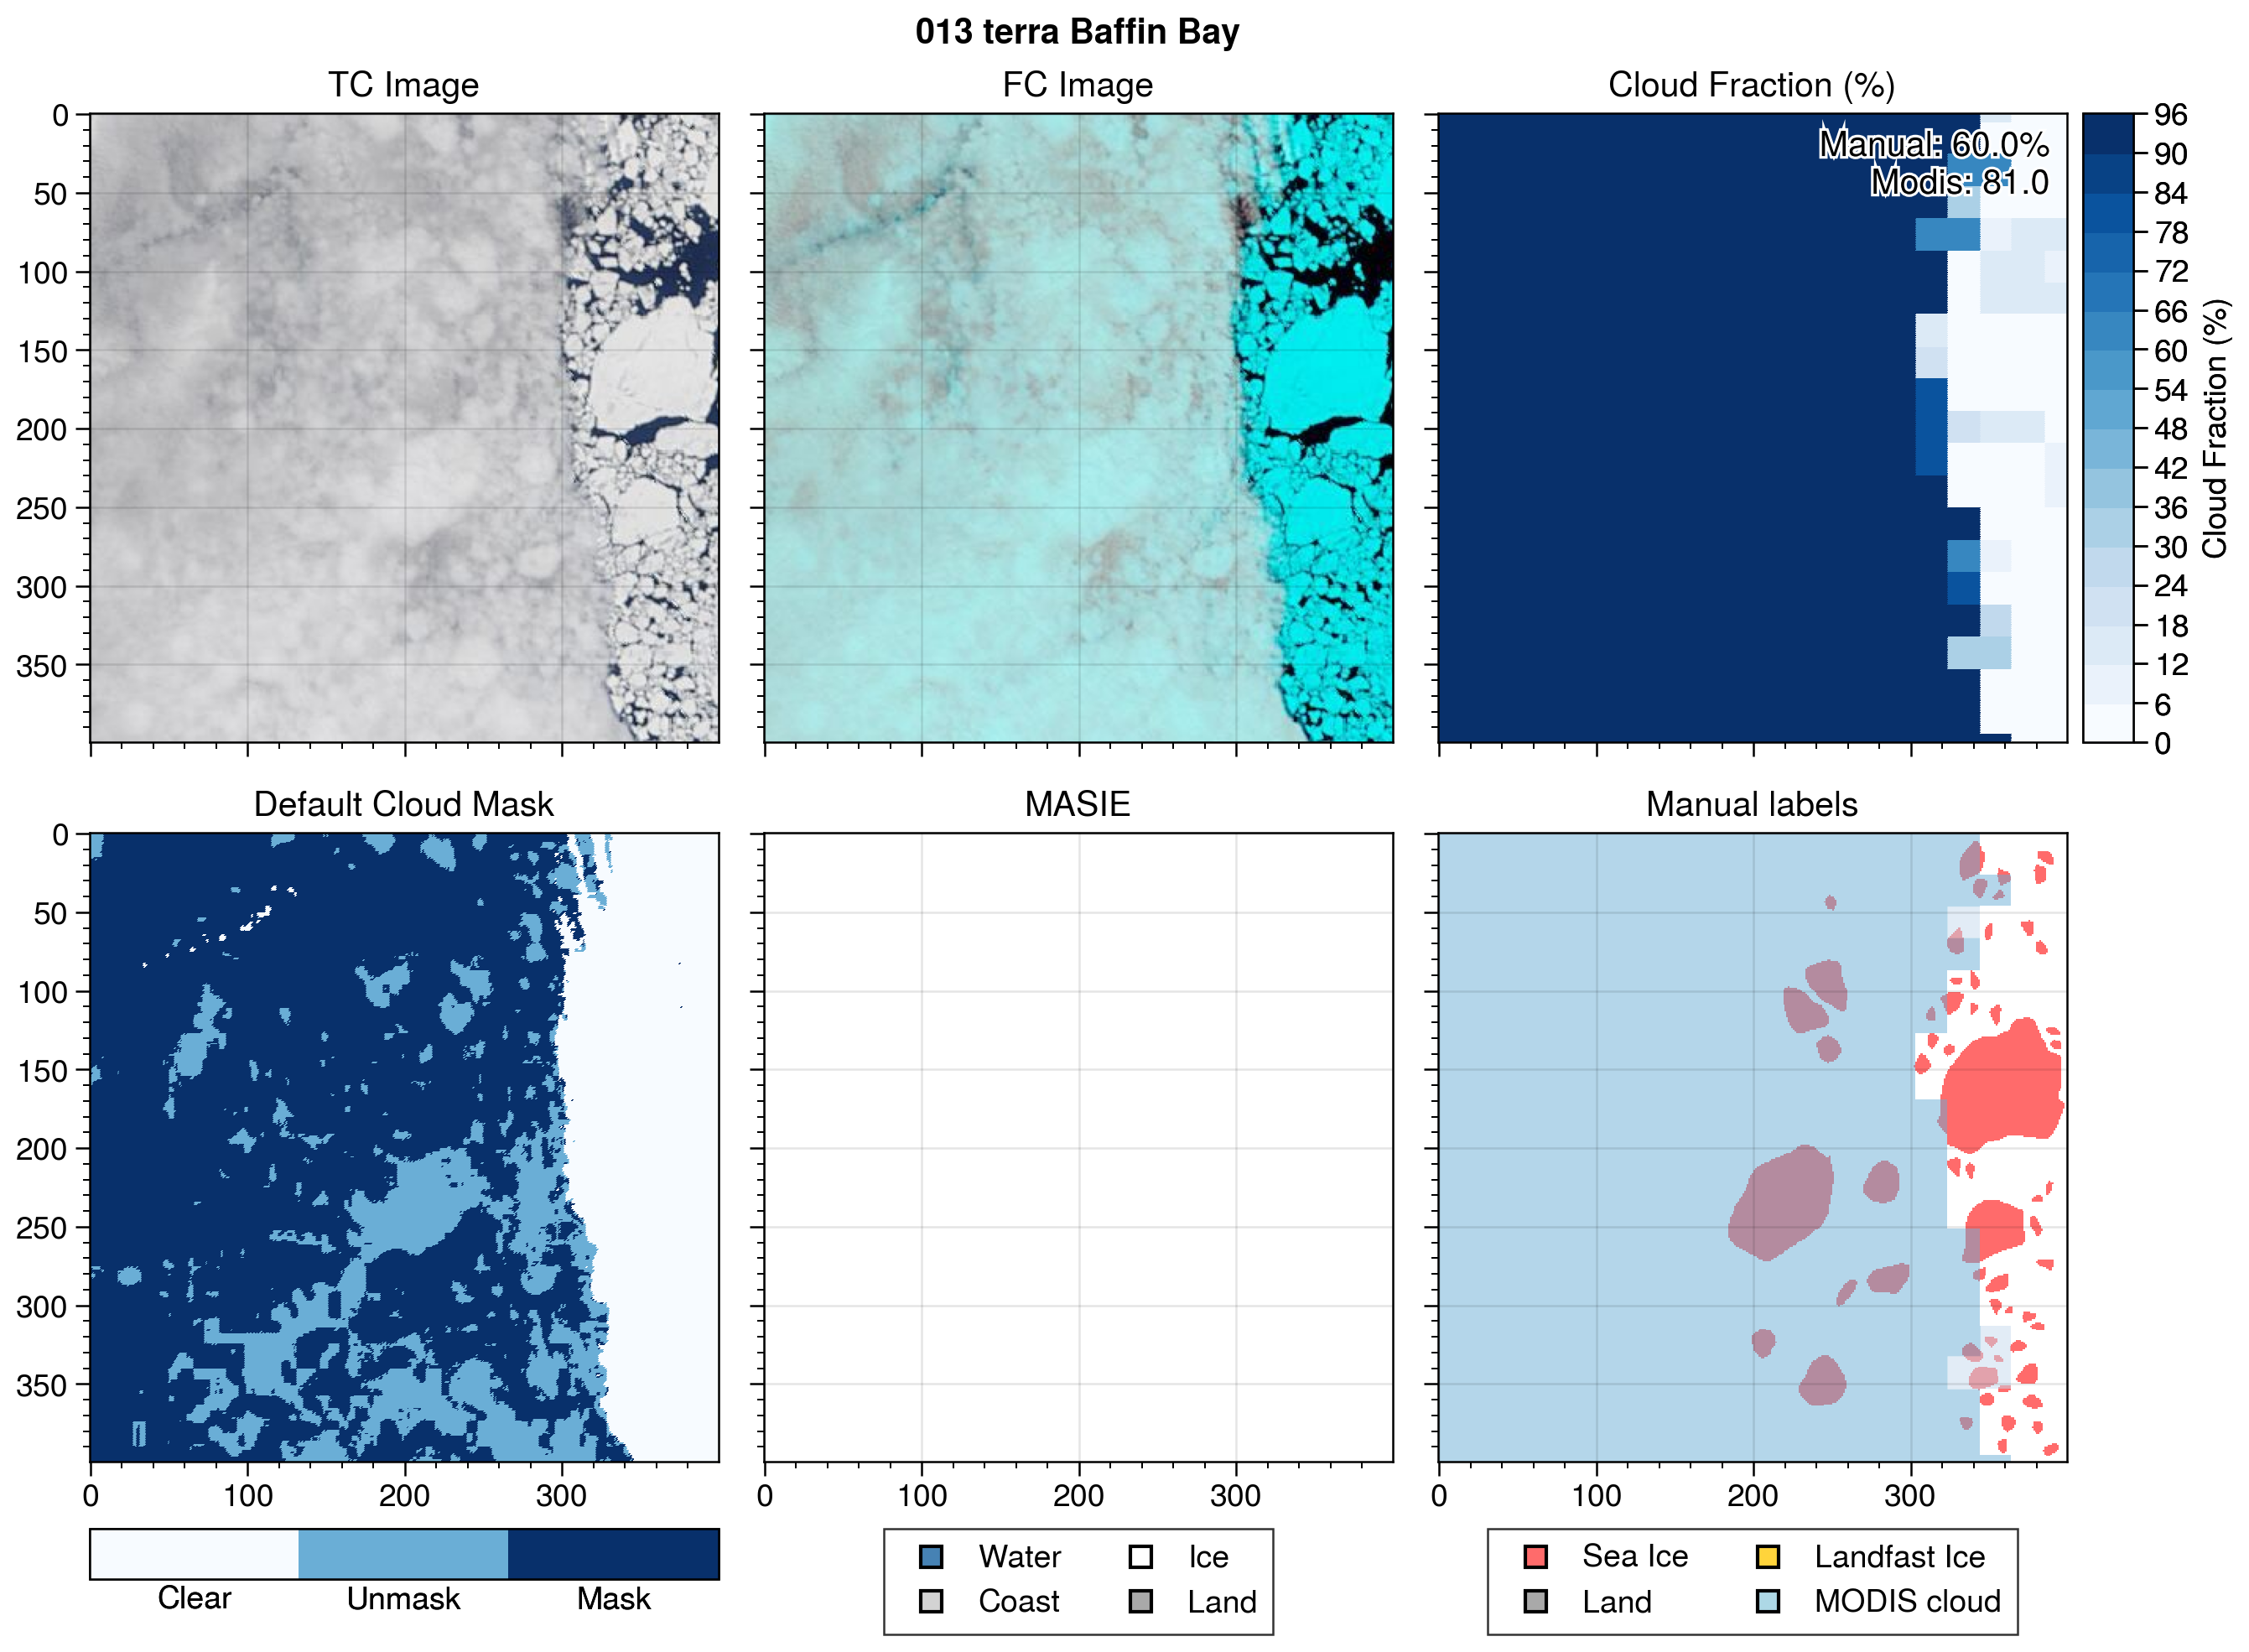 013 terra Baffin Bay
TC Image
FC Image
Cloud Fraction (%)
0
50
100
150
200
250
300
350
Manual: 60.0%
Modis: 81.0
96
90
84
78
72
66
60
54
48
42
36
30
24
18
12
6
0
Cloud Fraction (%)
Default Cloud Mask
MASIE
Manual labels
0
50
100
150
200
250
300
350
0 100 200 300
0 100 200 300
0 100 200 300
Clear Unmask Mask
Water Ice
Coast Land
Sea Ice Landfast Ice
Land MODIS cloud